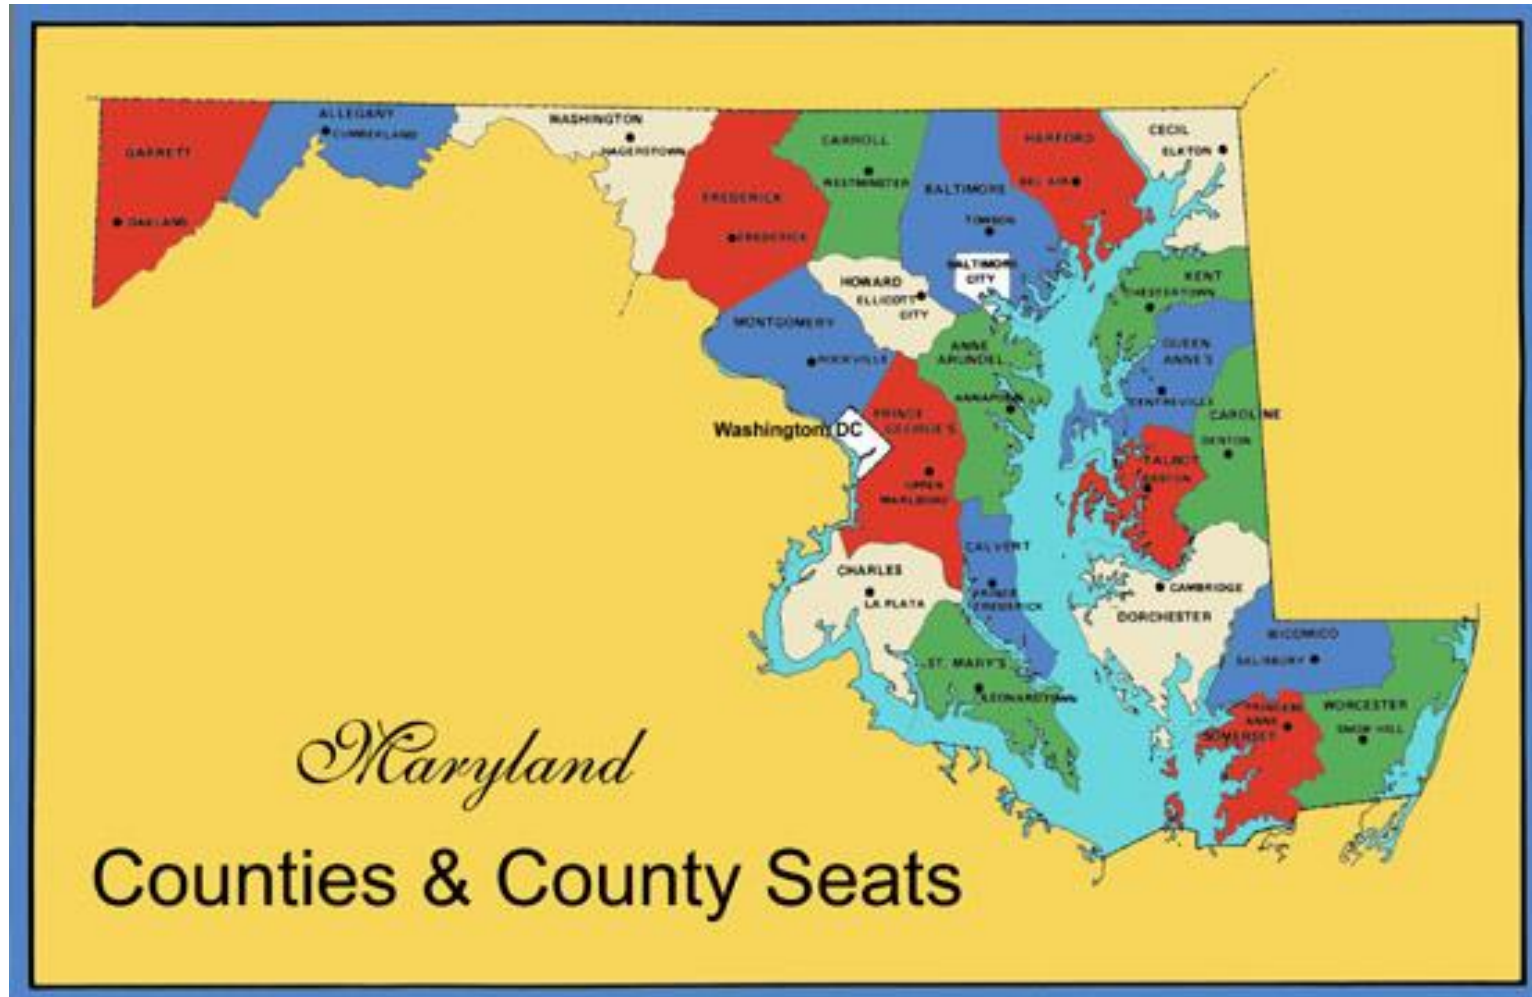 ALLEGANY
CUMBERLAND
GARRETT
OAKLAND
WASHINGTON
HAGERSTOWN
FREDERICK
FREDERICK
CARROLL
WESTMINSTER
BALTIMORE
TOWSON
BALTIMORE
CITY
HARFORD
BEL AIR
CECIL
ELKTON
HOWARD
ELLICOTT
CITY
MONTGOMERY
ROCKVILLE
ANNE
ARUNDEL
ANNAPOLIS
KENT
CHESTERTOWN
QUEEN
ANNE'S
CENTREVILLE
CAROLINE
DENTON
Washington, DC
PRINCE
GEORGE'S
UPPER
MARLBORO
TALBOT
EASTON
CALVERT
PRINCE
FREDERICK
CHARLES
LA PLATA
CAMBRIDGE
DORCHESTER
ST. MARY'S
LEONARDTOWN
WICOMICO
SALISBURY
PRINCESS
ANNE
SOMERSET
WORCESTER
SNOW HILL
Maryland
Counties & County Seats